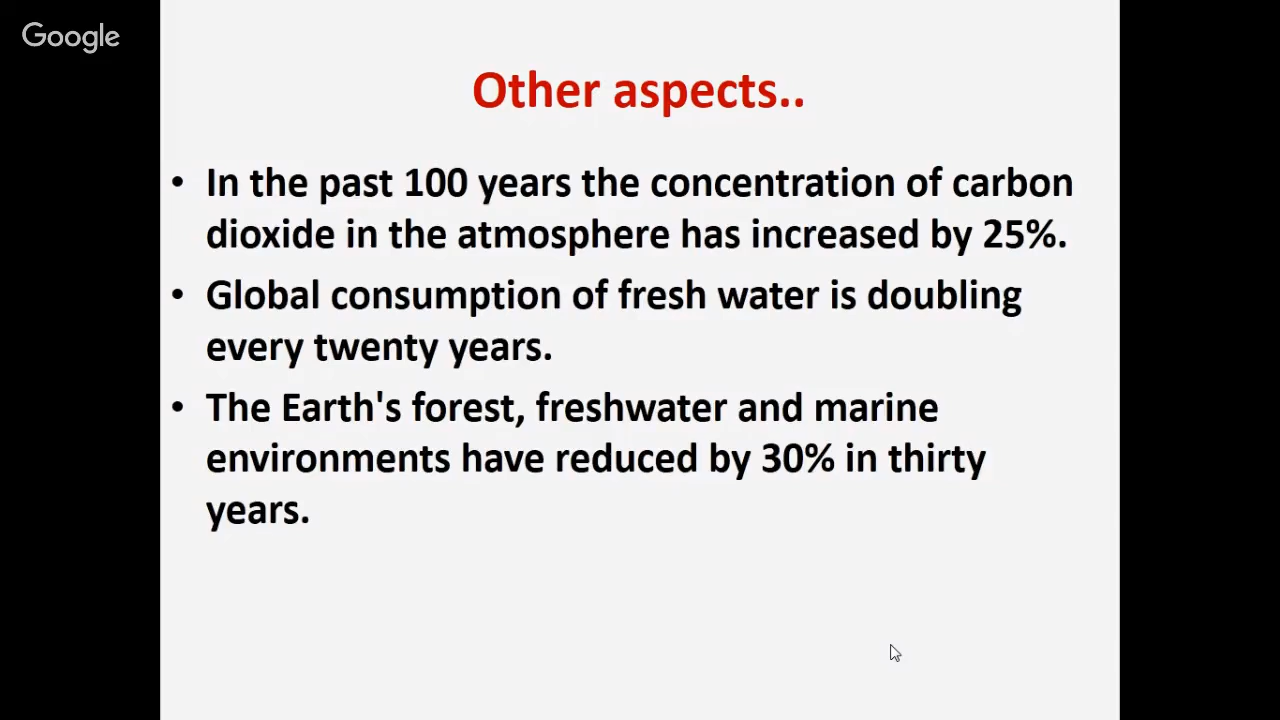 Google
Other aspects..
• In the past 100 years the concentration of carbon
dioxide in the atmosphere has increased by 25%.
• Global consumption of fresh water is doubling
every twenty years.
• The Earth's forest, freshwater and marine
environments have reduced by 30% in thirty
years.